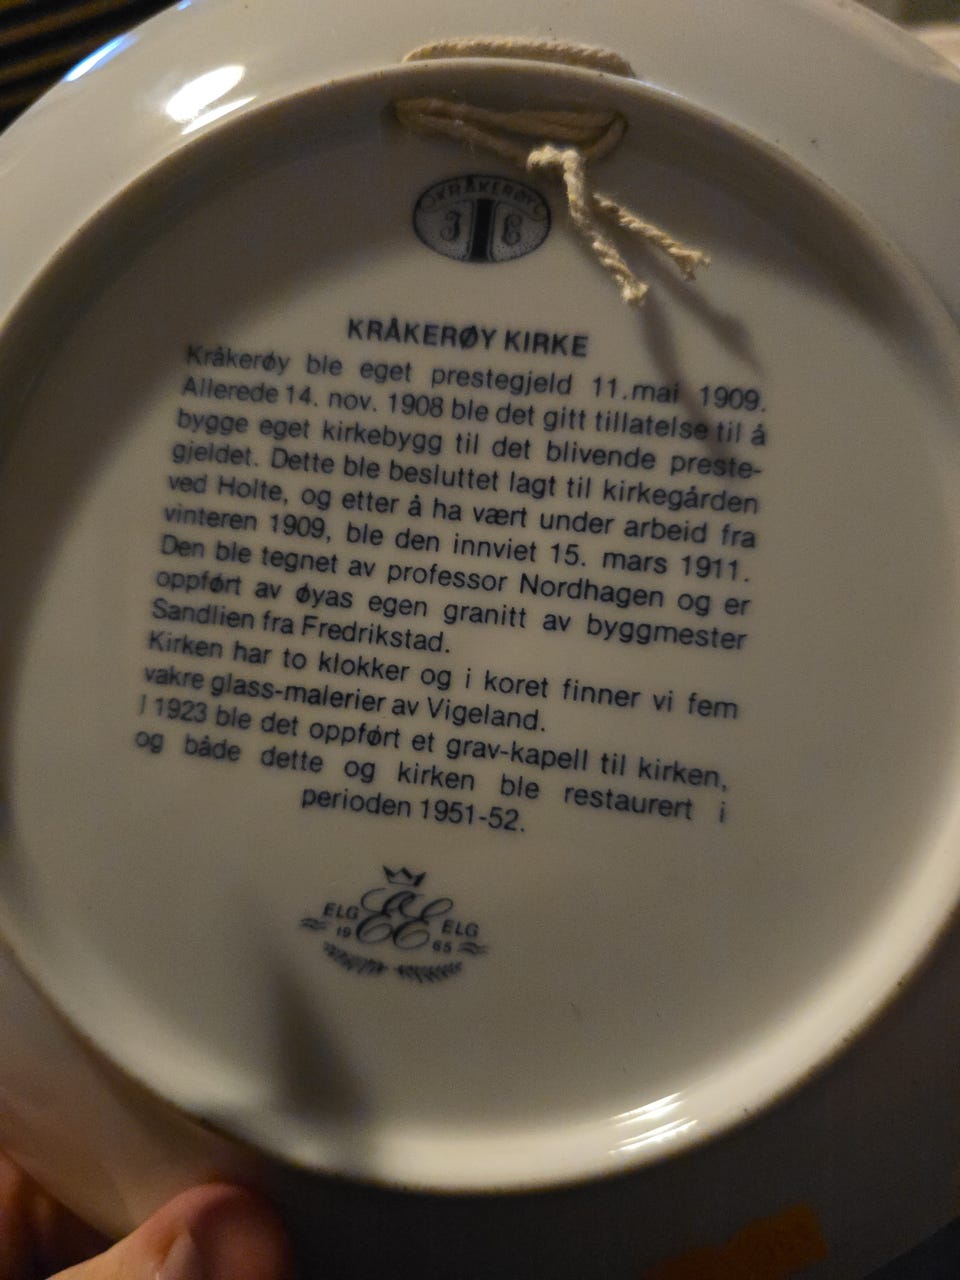 KRÅKERØY
KRÅKERØY KIRKE
Kråkerøy ble eget prestegjeld 11.mai 1909.
Allerede 14. nov. 1908 ble det gitt tillatelse til å
bygge eget kirkebygg til det blivende preste-
gjeldet. Dette ble besluttet lagt til kirkegården
ved Holte, og etter å ha vært under arbeid fra
vinteren 1909, ble den innviet 15. mars 1911.
Den ble tegnet av professor Nordhagen og er
oppført av øyas egen granitt av byggmester
Sandlien fra Fredrikstad.
Kirken har to klokker og i koret finner vi fem
vakre glass-malerier av Vigeland.
I 1923 ble det oppført et grav-kapell til kirken,
og både dette og kirken ble restaurert i
perioden 1951-52.
ELG EE ELG
19 65